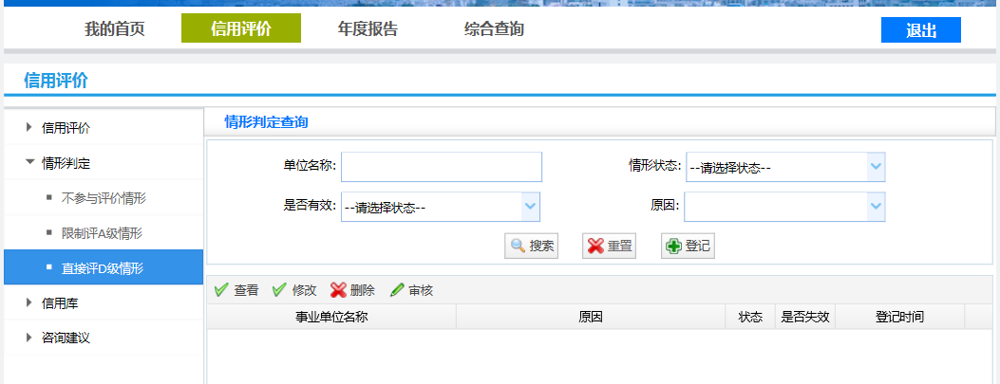 我的首页 信用评价 年度报告 综合查询 退出
信用评价
信用评价
情形判定
不参与评价情形
限制评A级情形
直接评D级情形
信用库
咨询建议
情形判定查询
单位名称: 情形状态: --请选择状态--
是否有效: --请选择状态-- 原因:
搜索 重置 登记
查看 修改 删除 审核
事业单位名称 原因 状态 是否失效 登记时间